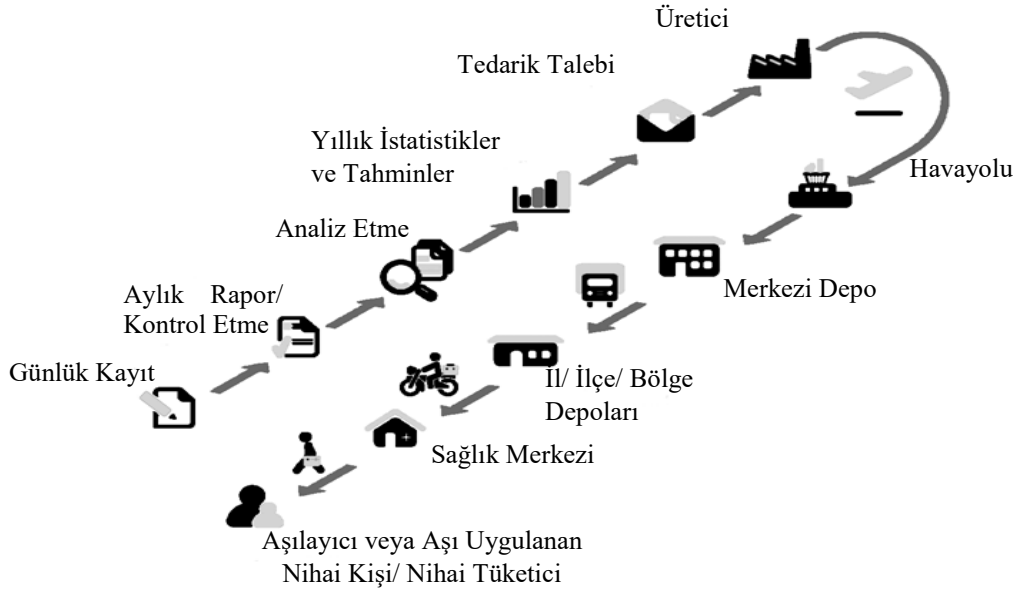 Üretici
Tedarik Talebi
Yıllık İstatistikler
ve Tahminler
Havayolu
Analiz Etme
Merkezi Depo
Aylık Rapor/
Kontrol Etme
Günlük Kayıt
İl/ İlçe/ Bölge
Depoları
Sağlık Merkezi
Aşılayıcı veya Aşı Uygulanan
Nihai Kişi/ Nihai Tüketici